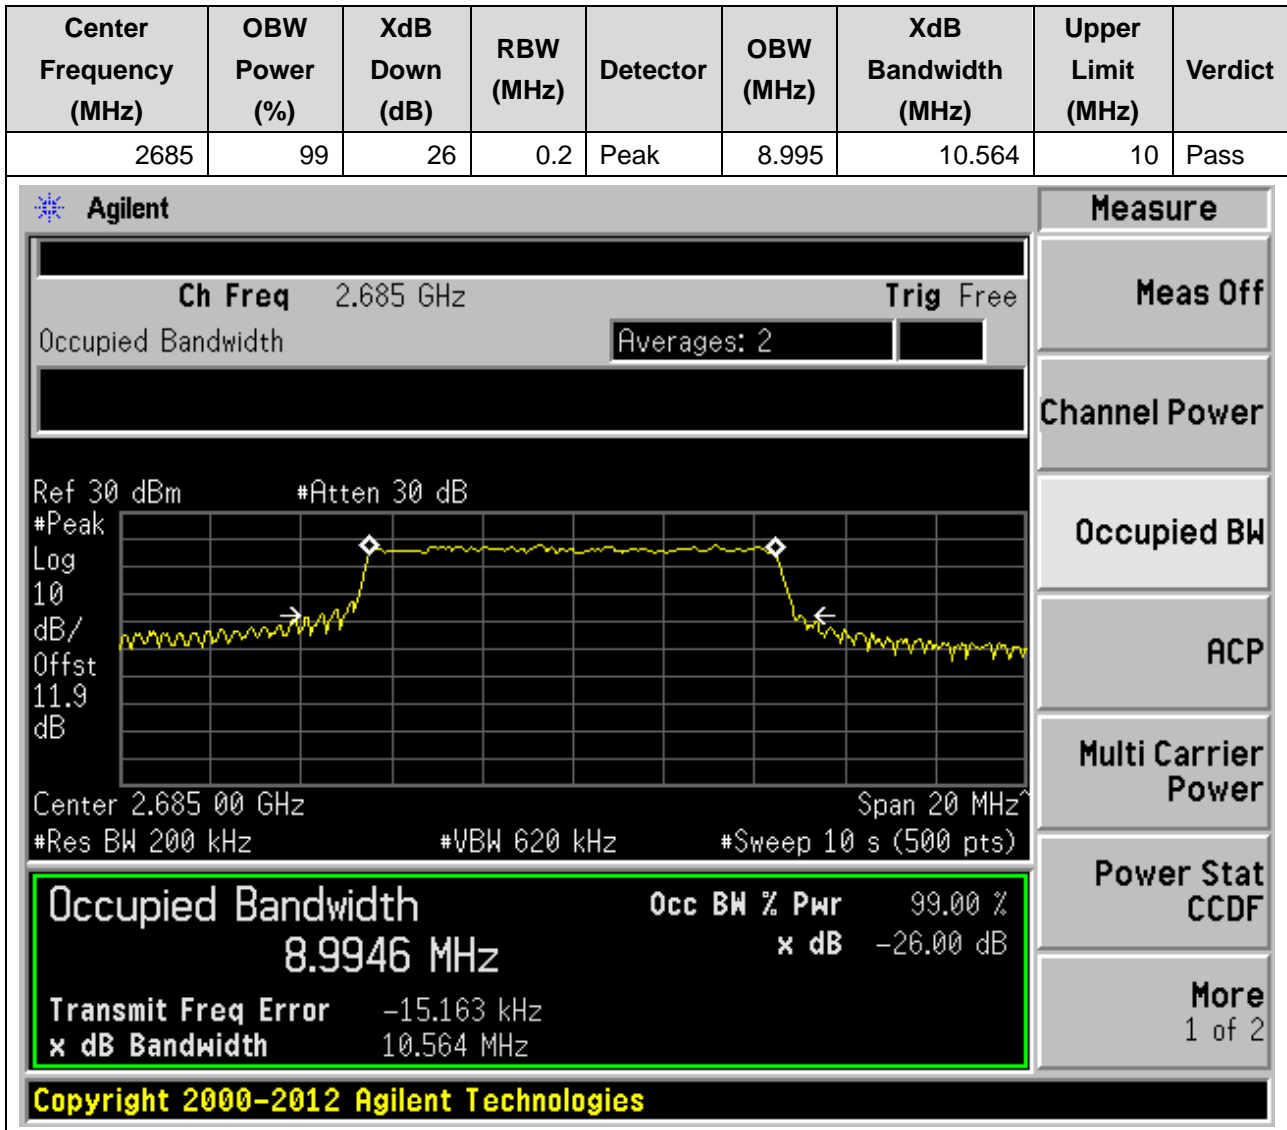 Center Frequency (MHz) OBW Power (%) XdB Down (dB) RBW (MHz) Detector OBW (MHz) XdB Bandwidth (MHz) Upper Limit (MHz) Verdict
2685 99 26 0.2 Peak 8.995 10.564 10 Pass
Agilent
Measure
Ch Freq 2.685 GHz Trig Free
Meas Off
Occupied Bandwidth Averages: 2
Channel Power
Ref 30 dBm #Atten 30 dB
#Peak
Log
10
dB/
Offst
11.9
dB
Occupied BW
ACP
Multi Carrier
Power
Center 2.685 00 GHz Span 20 MHz^
#Res BW 200 kHz #VBW 620 kHz #Sweep 10 s (500 pts)
Power Stat
CCDF
Occupied Bandwidth Occ BW % Pwr 99.00 %
8.9946 MHz x dB -26.00 dB
Transmit Freq Error -15.163 kHz
x dB Bandwidth 10.564 MHz
More
1 of 2
Copyright 2000-2012 Agilent Technologies